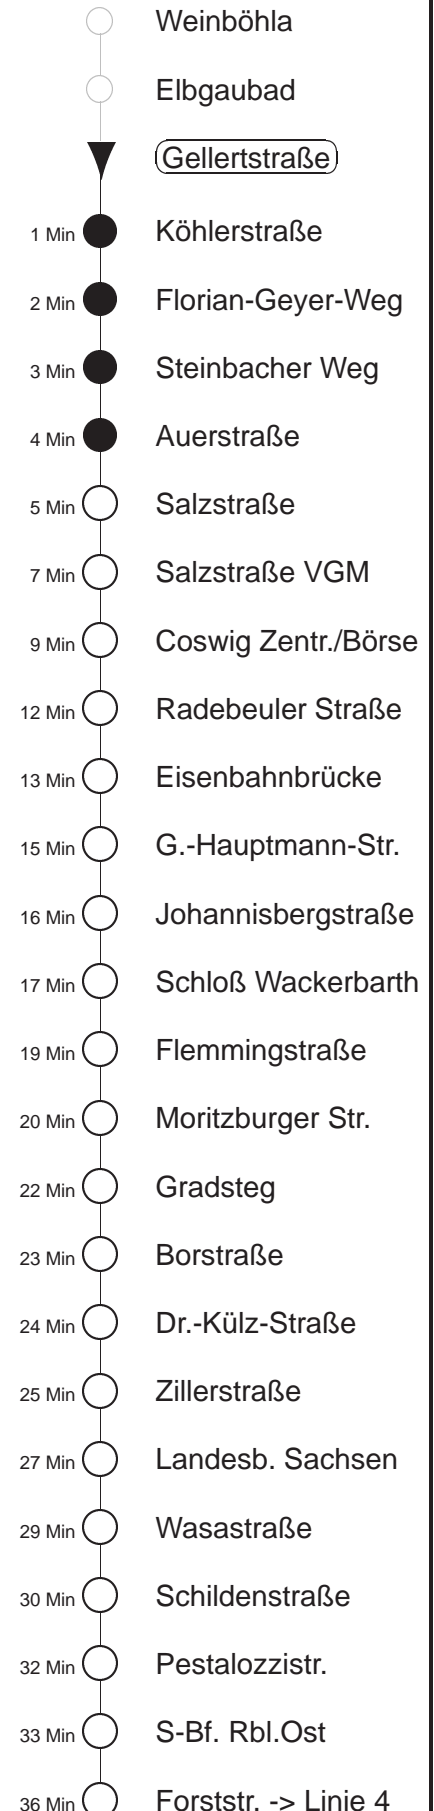 Weinböhla
Elbgaubad
Gellertstraße
1 Min Köhlerstraße
2 Min Florian-Geyer-Weg
3 Min Steinbacher Weg
4 Min Auerstraße
5 Min Salzstraße
7 Min Salzstraße VGM
9 Min Coswig Zentr./Börse
12 Min Radebeuler Straße
13 Min Eisenbahnbrücke
15 Min G.-Hauptmann-Str.
16 Min Johannisbergstraße
17 Min Schloß Wackerbarth
19 Min Flemmingstraße
20 Min Moritzburger Str.
22 Min Gradsteg
23 Min Borstraße
24 Min Dr.-Külz-Straße
25 Min Zillerstraße
27 Min Landesb. Sachsen
29 Min Wasastraße
30 Min Schildenstraße
32 Min Pestalozzistr.
33 Min S-Bf. Rbl.Ost
36 Min Forststr. -> Linie 4